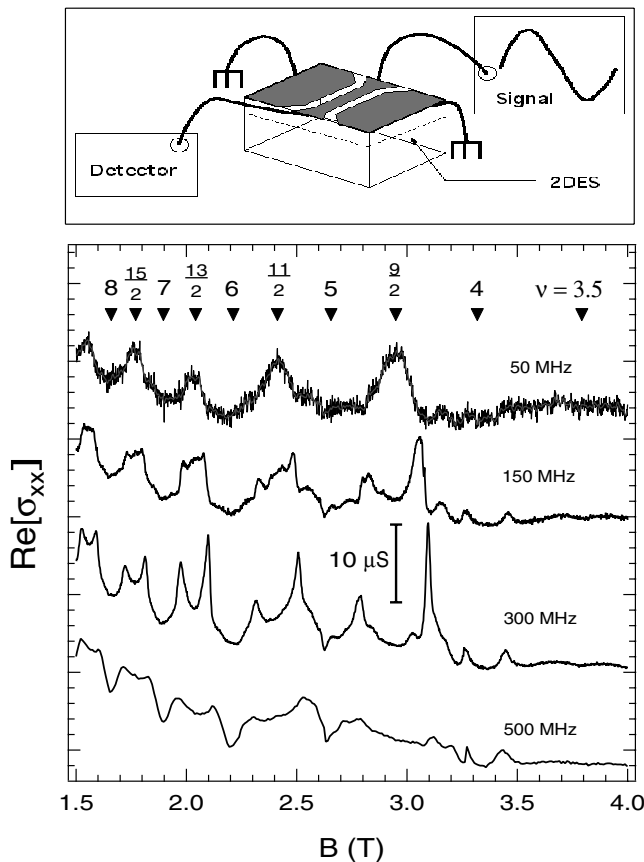 Signal
Detector
2DES
8 15/2 7 13/2 6 11/2 5 9/2 4 ν = 3.5
50 MHz
150 MHz
10 μS
300 MHz
500 MHz
Re[σxx]
1.5 2.0 2.5 3.0 3.5 4.0
B (T)